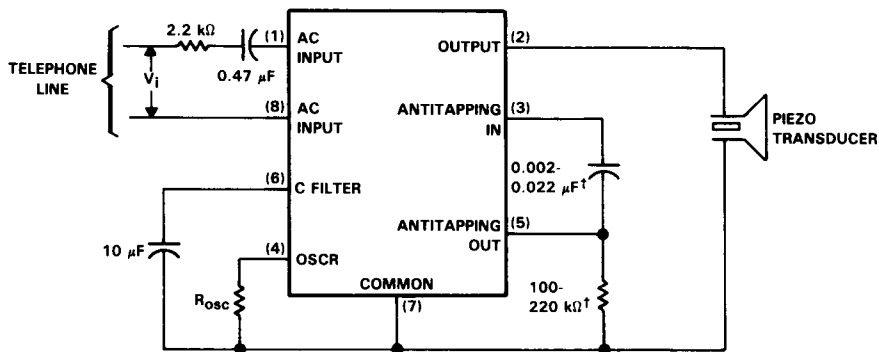 2.2 kΩ
(1)
AC
INPUT
0.47 μF
TELEPHONE
LINE
Vi
(8)
AC
INPUT
(6)
C FILTER
10 μF
(4)
OSCR
ROSC
COMMON
(7)
OUTPUT
(2)
ANTITAPPING
IN
(3)
0.002-
0.022 μF†
ANTITAPPING
OUT
(5)
100-
220 kΩ†
PIEZO
TRANSDUCER